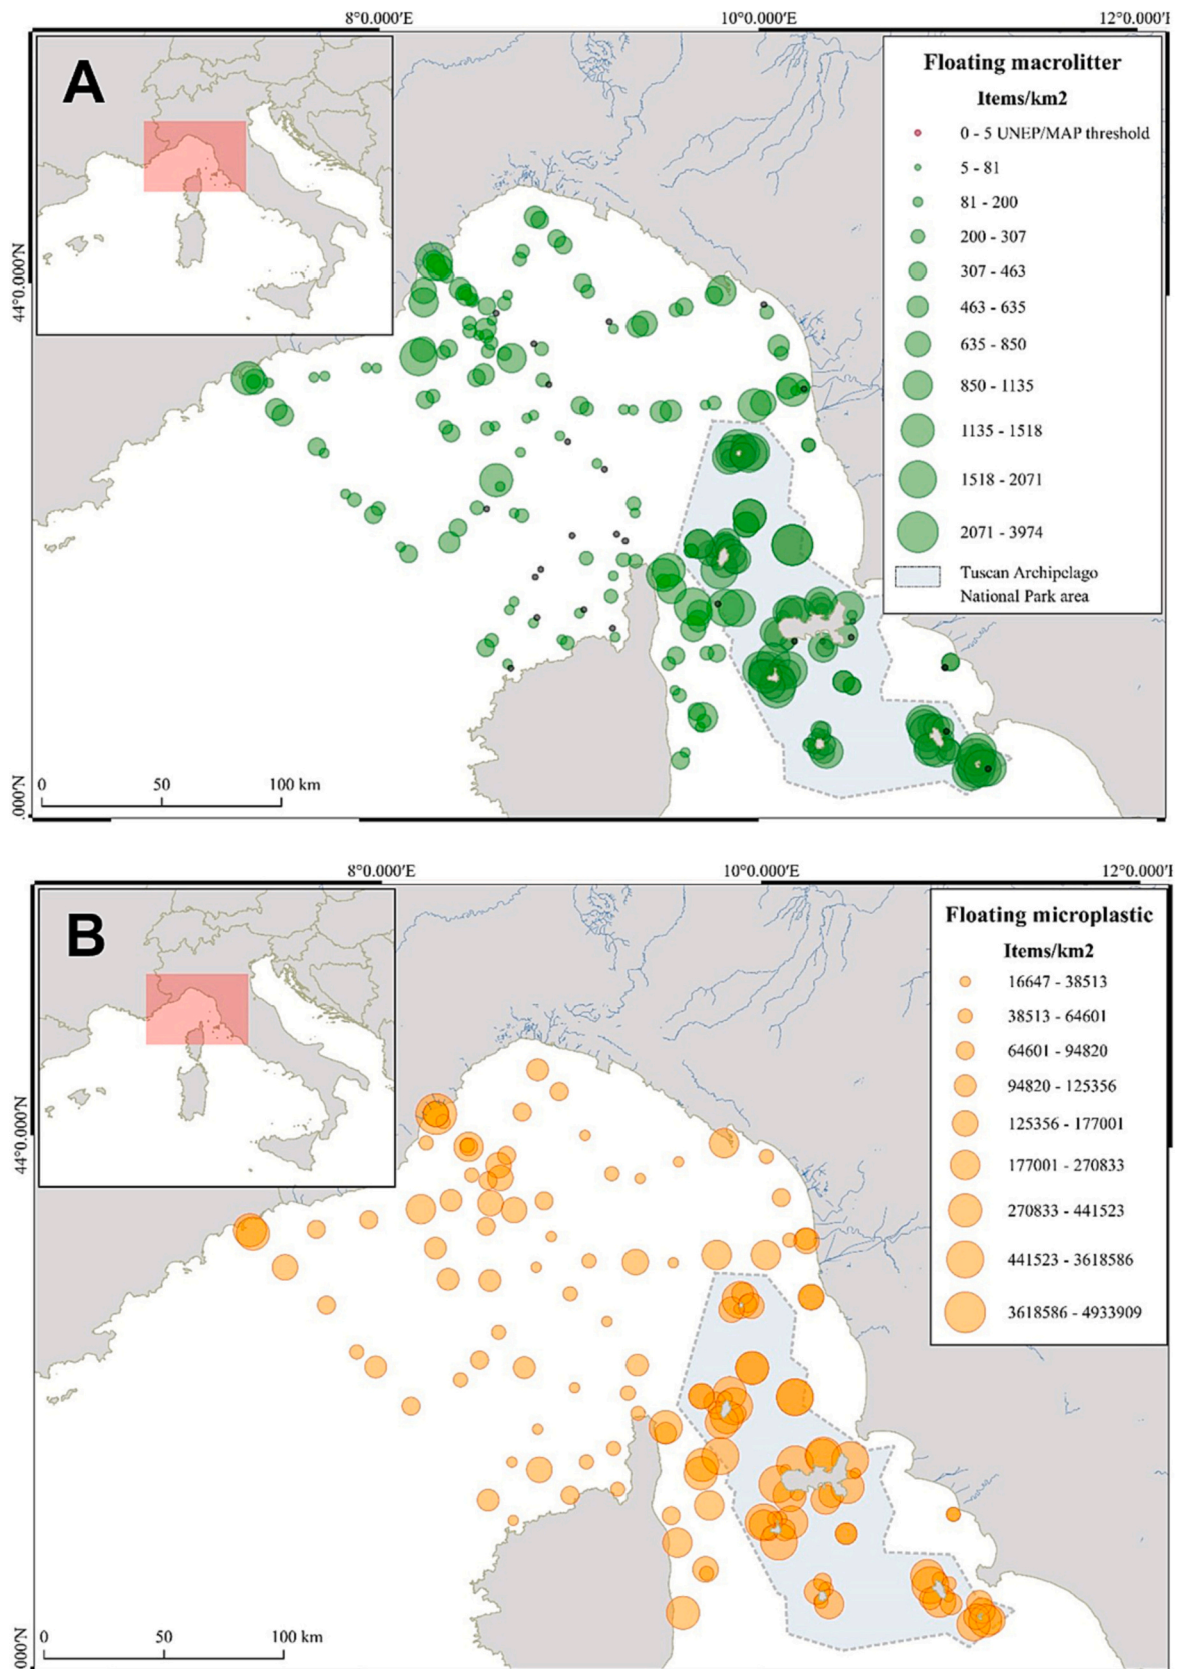 8°0.000'E
10°0.000'E
12°0.000'I
A
Floating macrolitter
Items/km2
0 - 5 UNEP/MAP threshold
5 - 81
81 - 200
200 - 307
307 - 463
463 - 635
635 - 850
850 - 1135
1135 - 1518
1518 - 2071
2071 - 3974
Tuscan Archipelago
National Park area
44°0.000'N
.000'N
0
50
100 km
8°0.000'E
10°0.000'E
12°0.000'I
B
Floating microplastic
Items/km2
16647 - 38513
38513 - 64601
64601 - 94820
94820 - 125356
125356 - 177001
177001 - 270833
270833 - 441523
441523 - 3618586
3618586 - 4933909
44°0.000'N
000'N
0
50
100 km